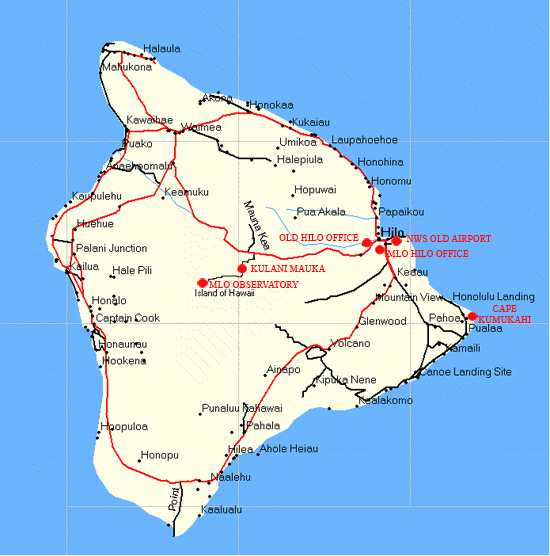 Halaula
Mahukona
Akona
Honokaa
Kawaihae
Waimea
Kukaiau
Puako
Umikoa
Laupahoehoe
Anaehoomalu
Halepiula
Honohina
Keamuku
Hopuwai
Honomu
Kaupulehu
Mauna Kea
Pua Akala
Papaikou
Huehue
OLD HILO OFFICE
Hilo
NWS OLD AIRPORT
Palani Junction
MLO HILO OFFICE
Kailua
Hale Pili
KULANI MAUKA
Keaau
MLO OBSERVATORY
Island of Hawaii
Mountain View
Honolulu Landing
Honalo
CAPE
KUMUKAHI
Captain Cook
Glenwood
Pahoa
Pualaa
Honaunau
Volcano
Kamaili
Hookena
Ainapo
Kipuka Nene
Canoe Landing Site
Kaalakomo
Punaluu Kahawai
Hoopuloa
Pahala
Honopu
Hilea
Ahole Heiau
Naalehu
Point
Kaalualu